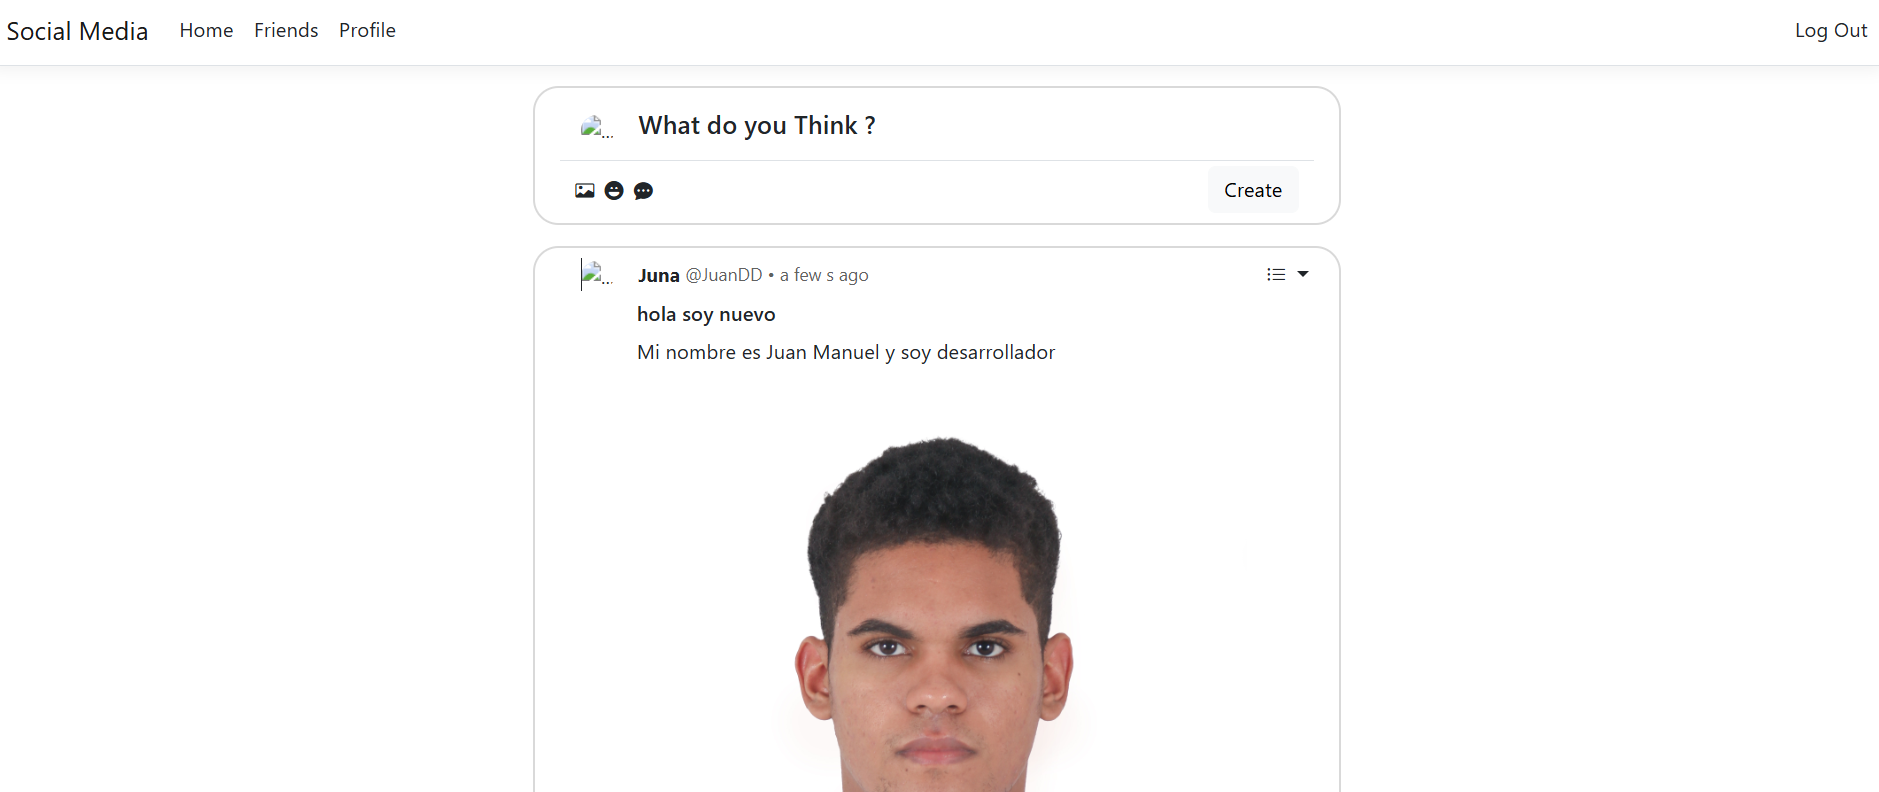 Social Media Home Friends Profile Log Out
... What do you Think ?
Create
... Juna @JuanDD • a few s ago
hola soy nuevo
Mi nombre es Juan Manuel y soy desarrollador